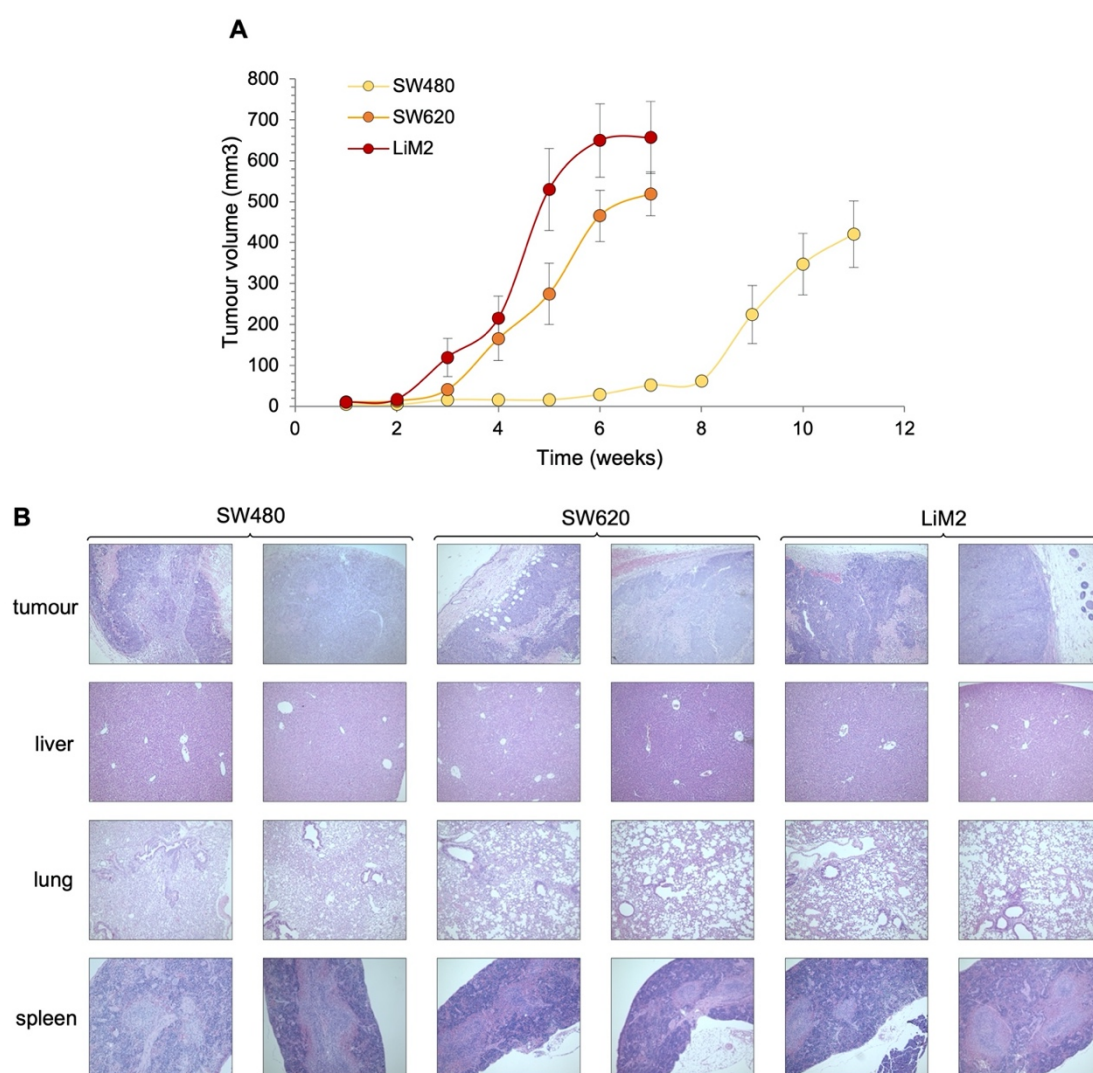 A
800
700
600
500
400
300
200
100
0
Tumour volume (mm3)
SW480
SW620
LiM2
0 2 4 6 8 10 12
Time (weeks)
B
SW480 SW620 LiM2
tumour
liver
lung
spleen